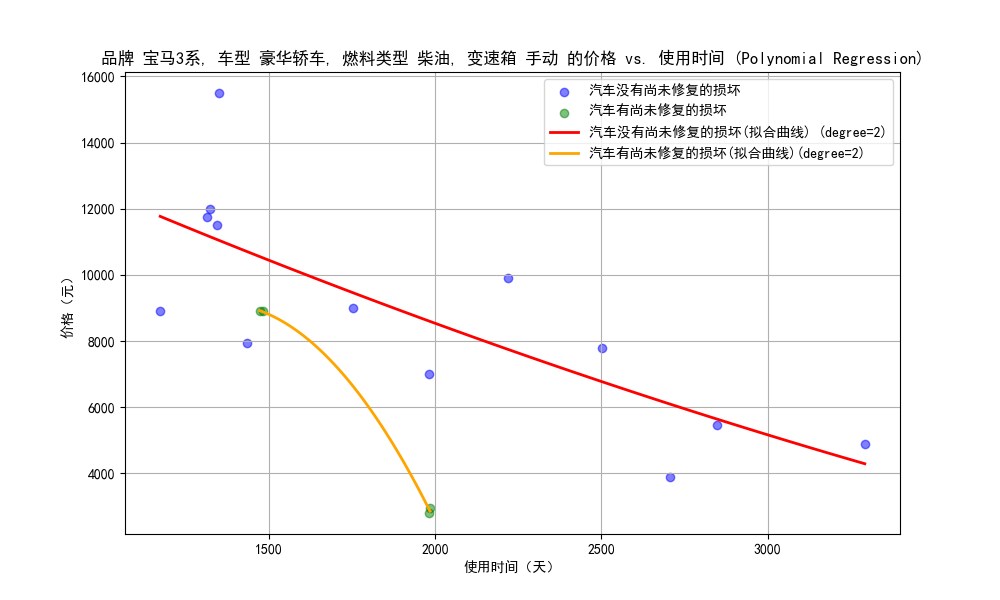 品牌 宝马3系, 车型 豪华轿车, 燃料类型 柴油, 变速箱 手动 的价格 vs. 使用时间 (Polynomial Regression)
汽车没有尚未修复的损坏
汽车有尚未修复的损坏
汽车没有尚未修复的损坏(拟合曲线) (degree=2)
汽车有尚未修复的损坏(拟合曲线)(degree=2)
价格（元）
16000
14000
12000
10000
8000
6000
4000
1500
2000
2500
3000
使用时间（天）